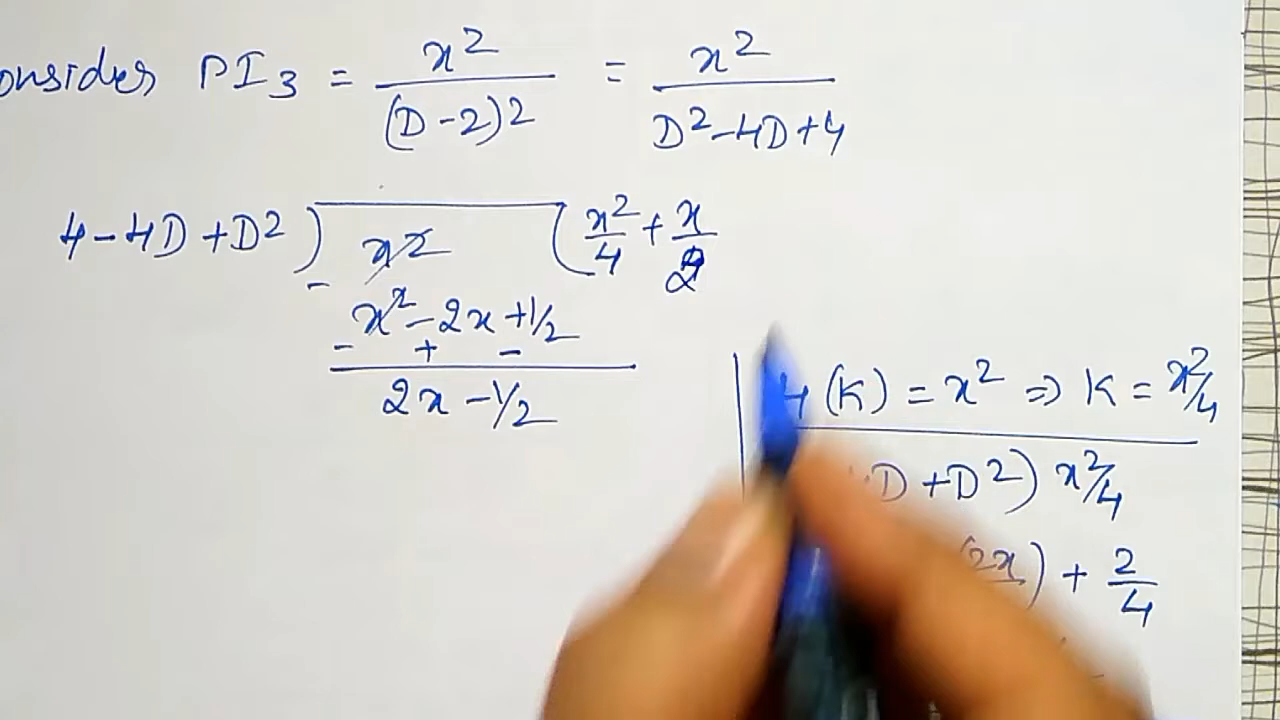 onsider PI₃ = x²/(D-2)² = x²/(D²-4D+4)
4-4D+D² ) x² ( x²/4 + x/2
x²-2x+1/2
- + -
2x-1/2
4(K) = x² ⇒ K = x²/4
D+D²) x²/4
(2x) + 2/4